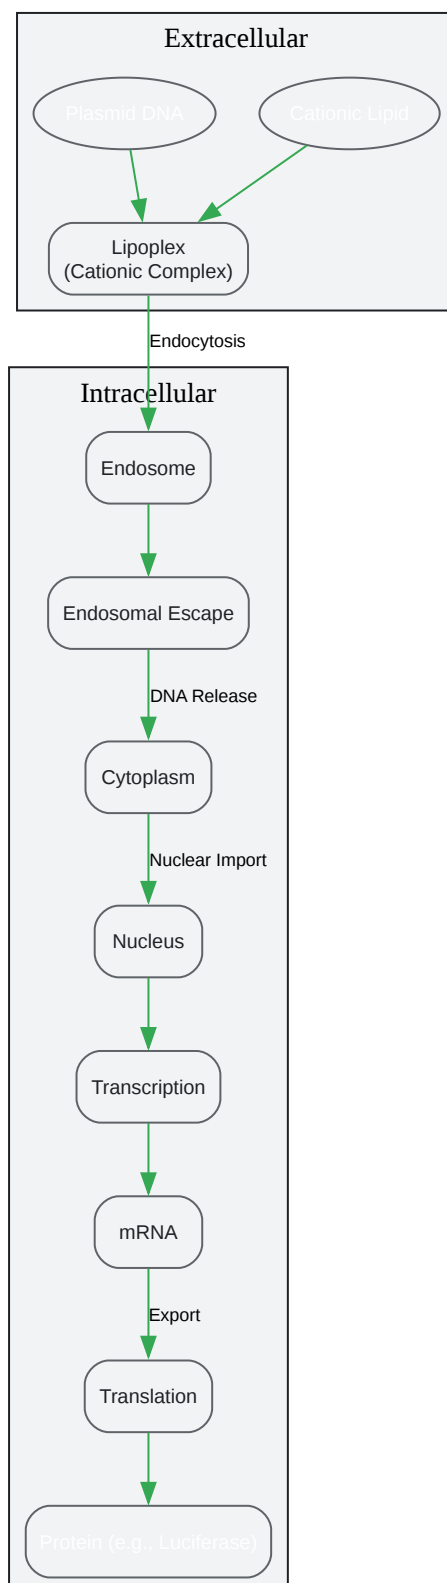 Extracellular
Plasmid DNA
Cationic Lipid
Lipoplex
(Cationic Complex)
Endocytosis
Intracellular
Endosome
Endosomal Escape
DNA Release
Cytoplasm
Nuclear Import
Nucleus
Transcription
mRNA
Export
Translation
Protein (e.g., Luciferase)